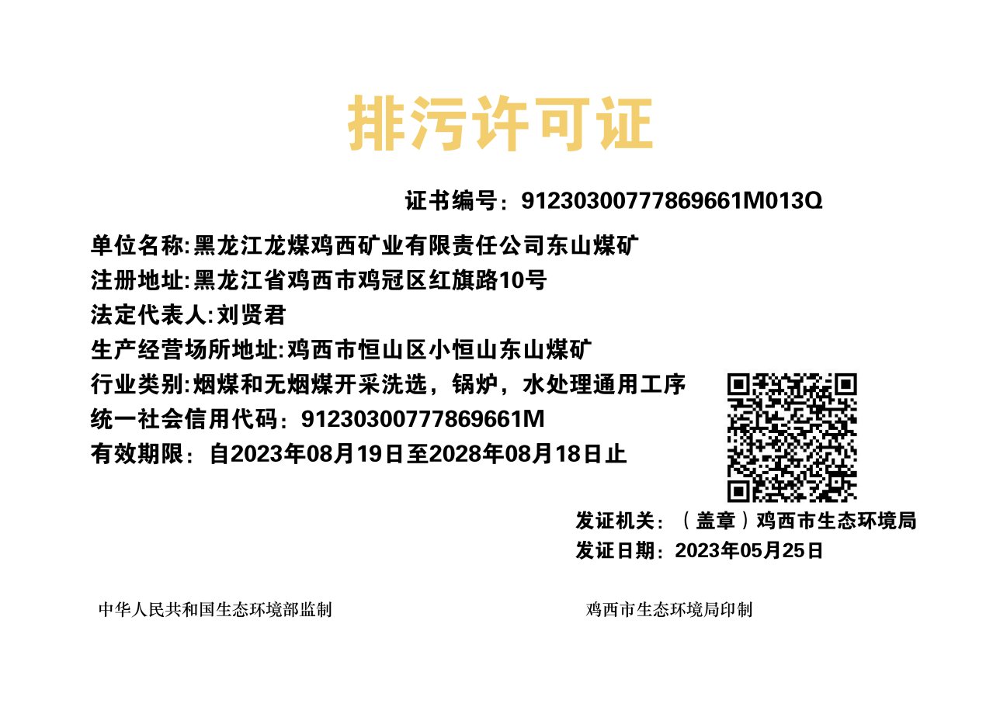 排污许可证
证书编号：91230300777869661M013Q
单位名称:黑龙江龙煤鸡西矿业有限责任公司东山煤矿
注册地址:黑龙江省鸡西市鸡冠区红旗路10号
法定代表人:刘贤君
生产经营场所地址:鸡西市恒山区小恒山东山煤矿
行业类别:烟煤和无烟煤开采洗选，锅炉，水处理通用工序
统一社会信用代码：91230300777869661M
有效期限：自2023年08月19日至2028年08月18日止
发证机关：（盖章）鸡西市生态环境局
发证日期：2023年05月25日
中华人民共和国生态环境部监制
鸡西市生态环境局印制